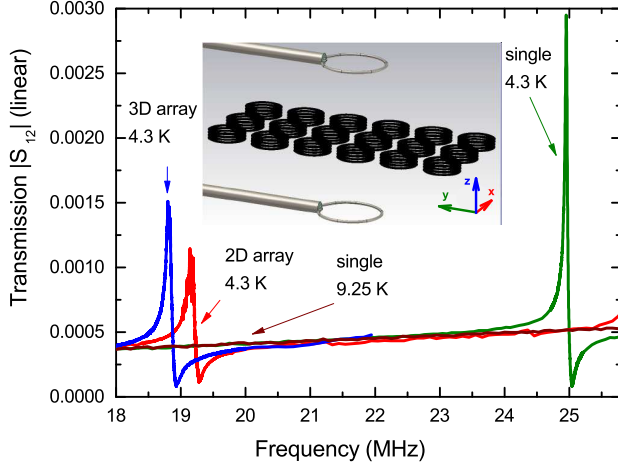 0.0030
0.0025
0.0020
0.0015
0.0010
0.0005
0.0000
Transmission |S12| (linear)
3D array
4.3 K
2D array
4.3 K
single
9.25 K
single
4.3 K
z
x
y
18 19 20 21 22 23 24 25
Frequency (MHz)